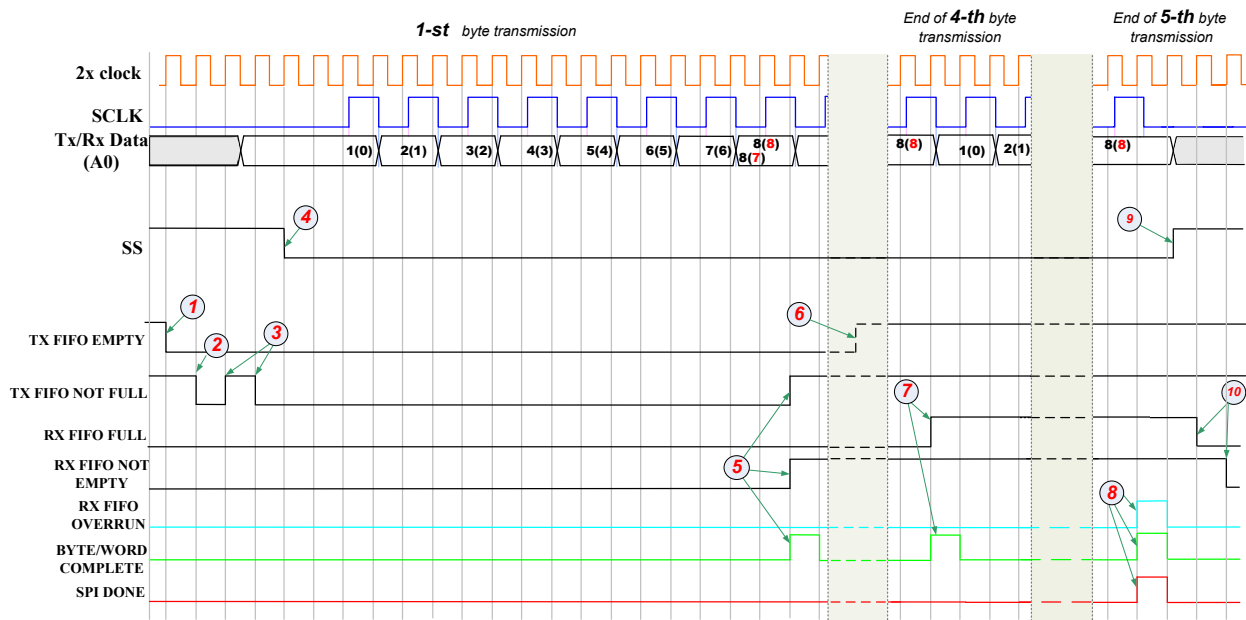 1-st byte transmission
End of 4-th byte
transmission
End of 5-th byte
transmission
2x clock
SCLK
Tx/Rx Data
(A0)
1(0)
2(1)
3(2)
4(3)
5(4)
6(5)
7(6)
8(8)
8(7)
8(8)
1(0)
2(1)
8(8)
SS
4
9
TX FIFO EMPTY
1
2
3
6
TX FIFO NOT FULL
7
10
RX FIFO FULL
RX FIFO NOT
EMPTY
5
8
RX FIFO
OVERRUN
BYTE/WORD
COMPLETE
SPI DONE